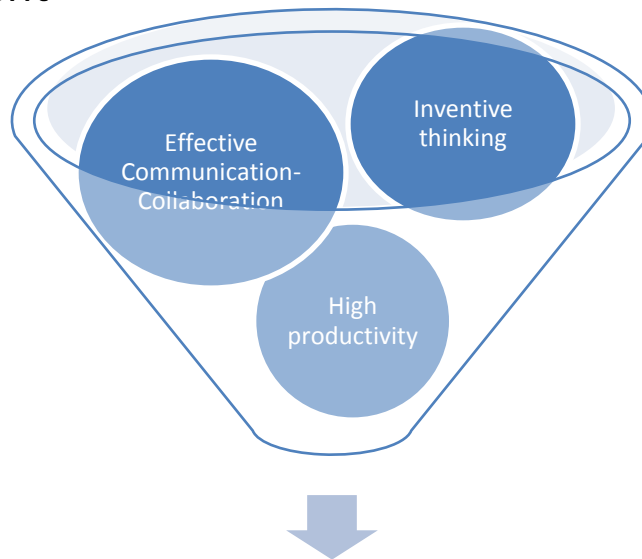 Effective
Communication-
Collaboration
Inventive
thinking
High
productivity